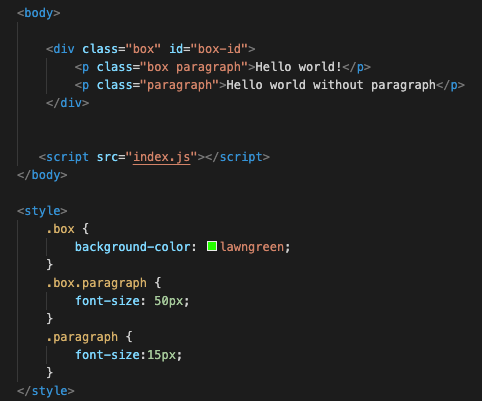 <body>
<div class="box" id="box-id">
<p class="box paragraph">Hello world!</p>
<p class="paragraph">Hello world without paragraph</p>
</div>
<script src="index.js"></script>
</body>
<style>
.box {
background-color: lawngreen;
}
.box.paragraph {
font-size: 50px;
}
.paragraph {
font-size:15px;
}
</style>